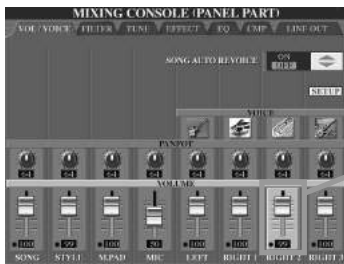 MIXING CONSOLE (PANEL PART)
VOL / VOICE FILTER TUNE EFFECT EQ CMP LINE OUT
SONG AUTO REVOICE ON
OFF
SETUP
VOICE
PANPOT
64 64 64 64 64 64 64 64
VOLUME
100 99 100 50 100 100 99 100
SONG STYLE M.PAD MIC LEFT RIGHT 1 RIGHT 2 RIGHT 3